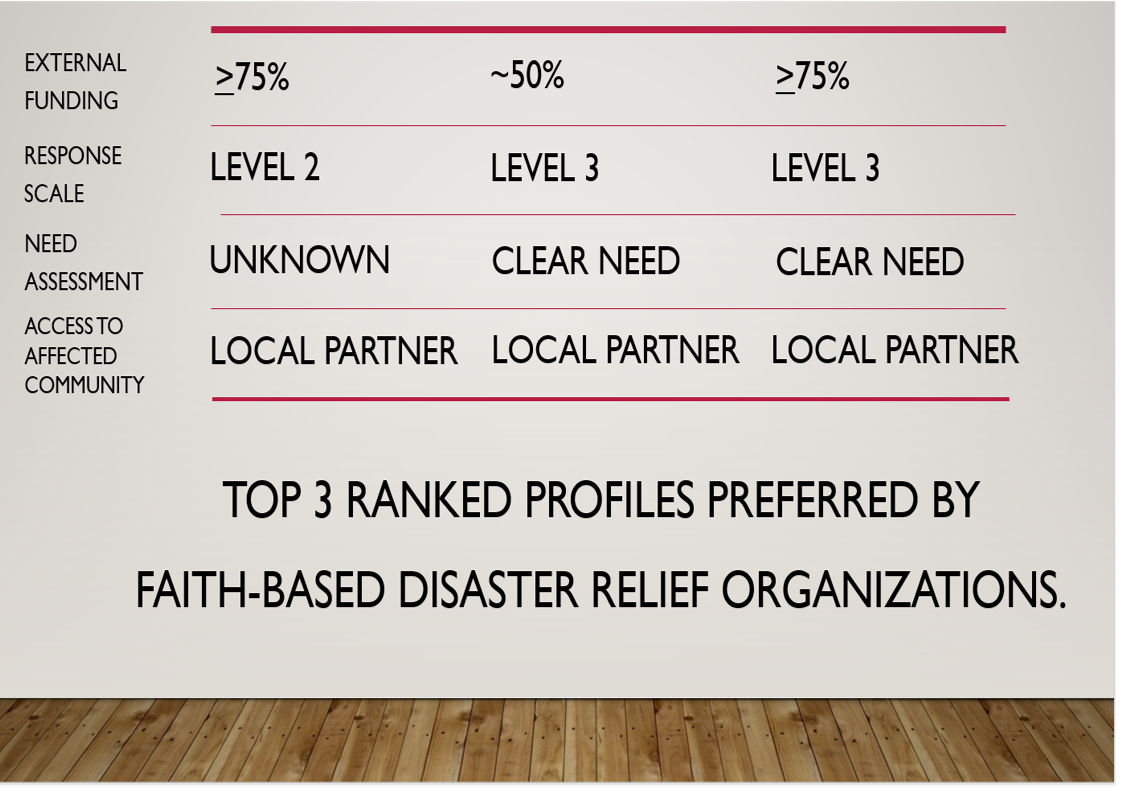 EXTERNAL FUNDING >75% ~50% >75%
RESPONSE SCALE LEVEL 2 LEVEL 3 LEVEL 3
NEED ASSESSMENT UNKNOWN CLEAR NEED CLEAR NEED
ACCESS TO AFFECTED COMMUNITY LOCAL PARTNER LOCAL PARTNER LOCAL PARTNER
TOP 3 RANKED PROFILES PREFERRED BY
FAITH-BASED DISASTER RELIEF ORGANIZATIONS.